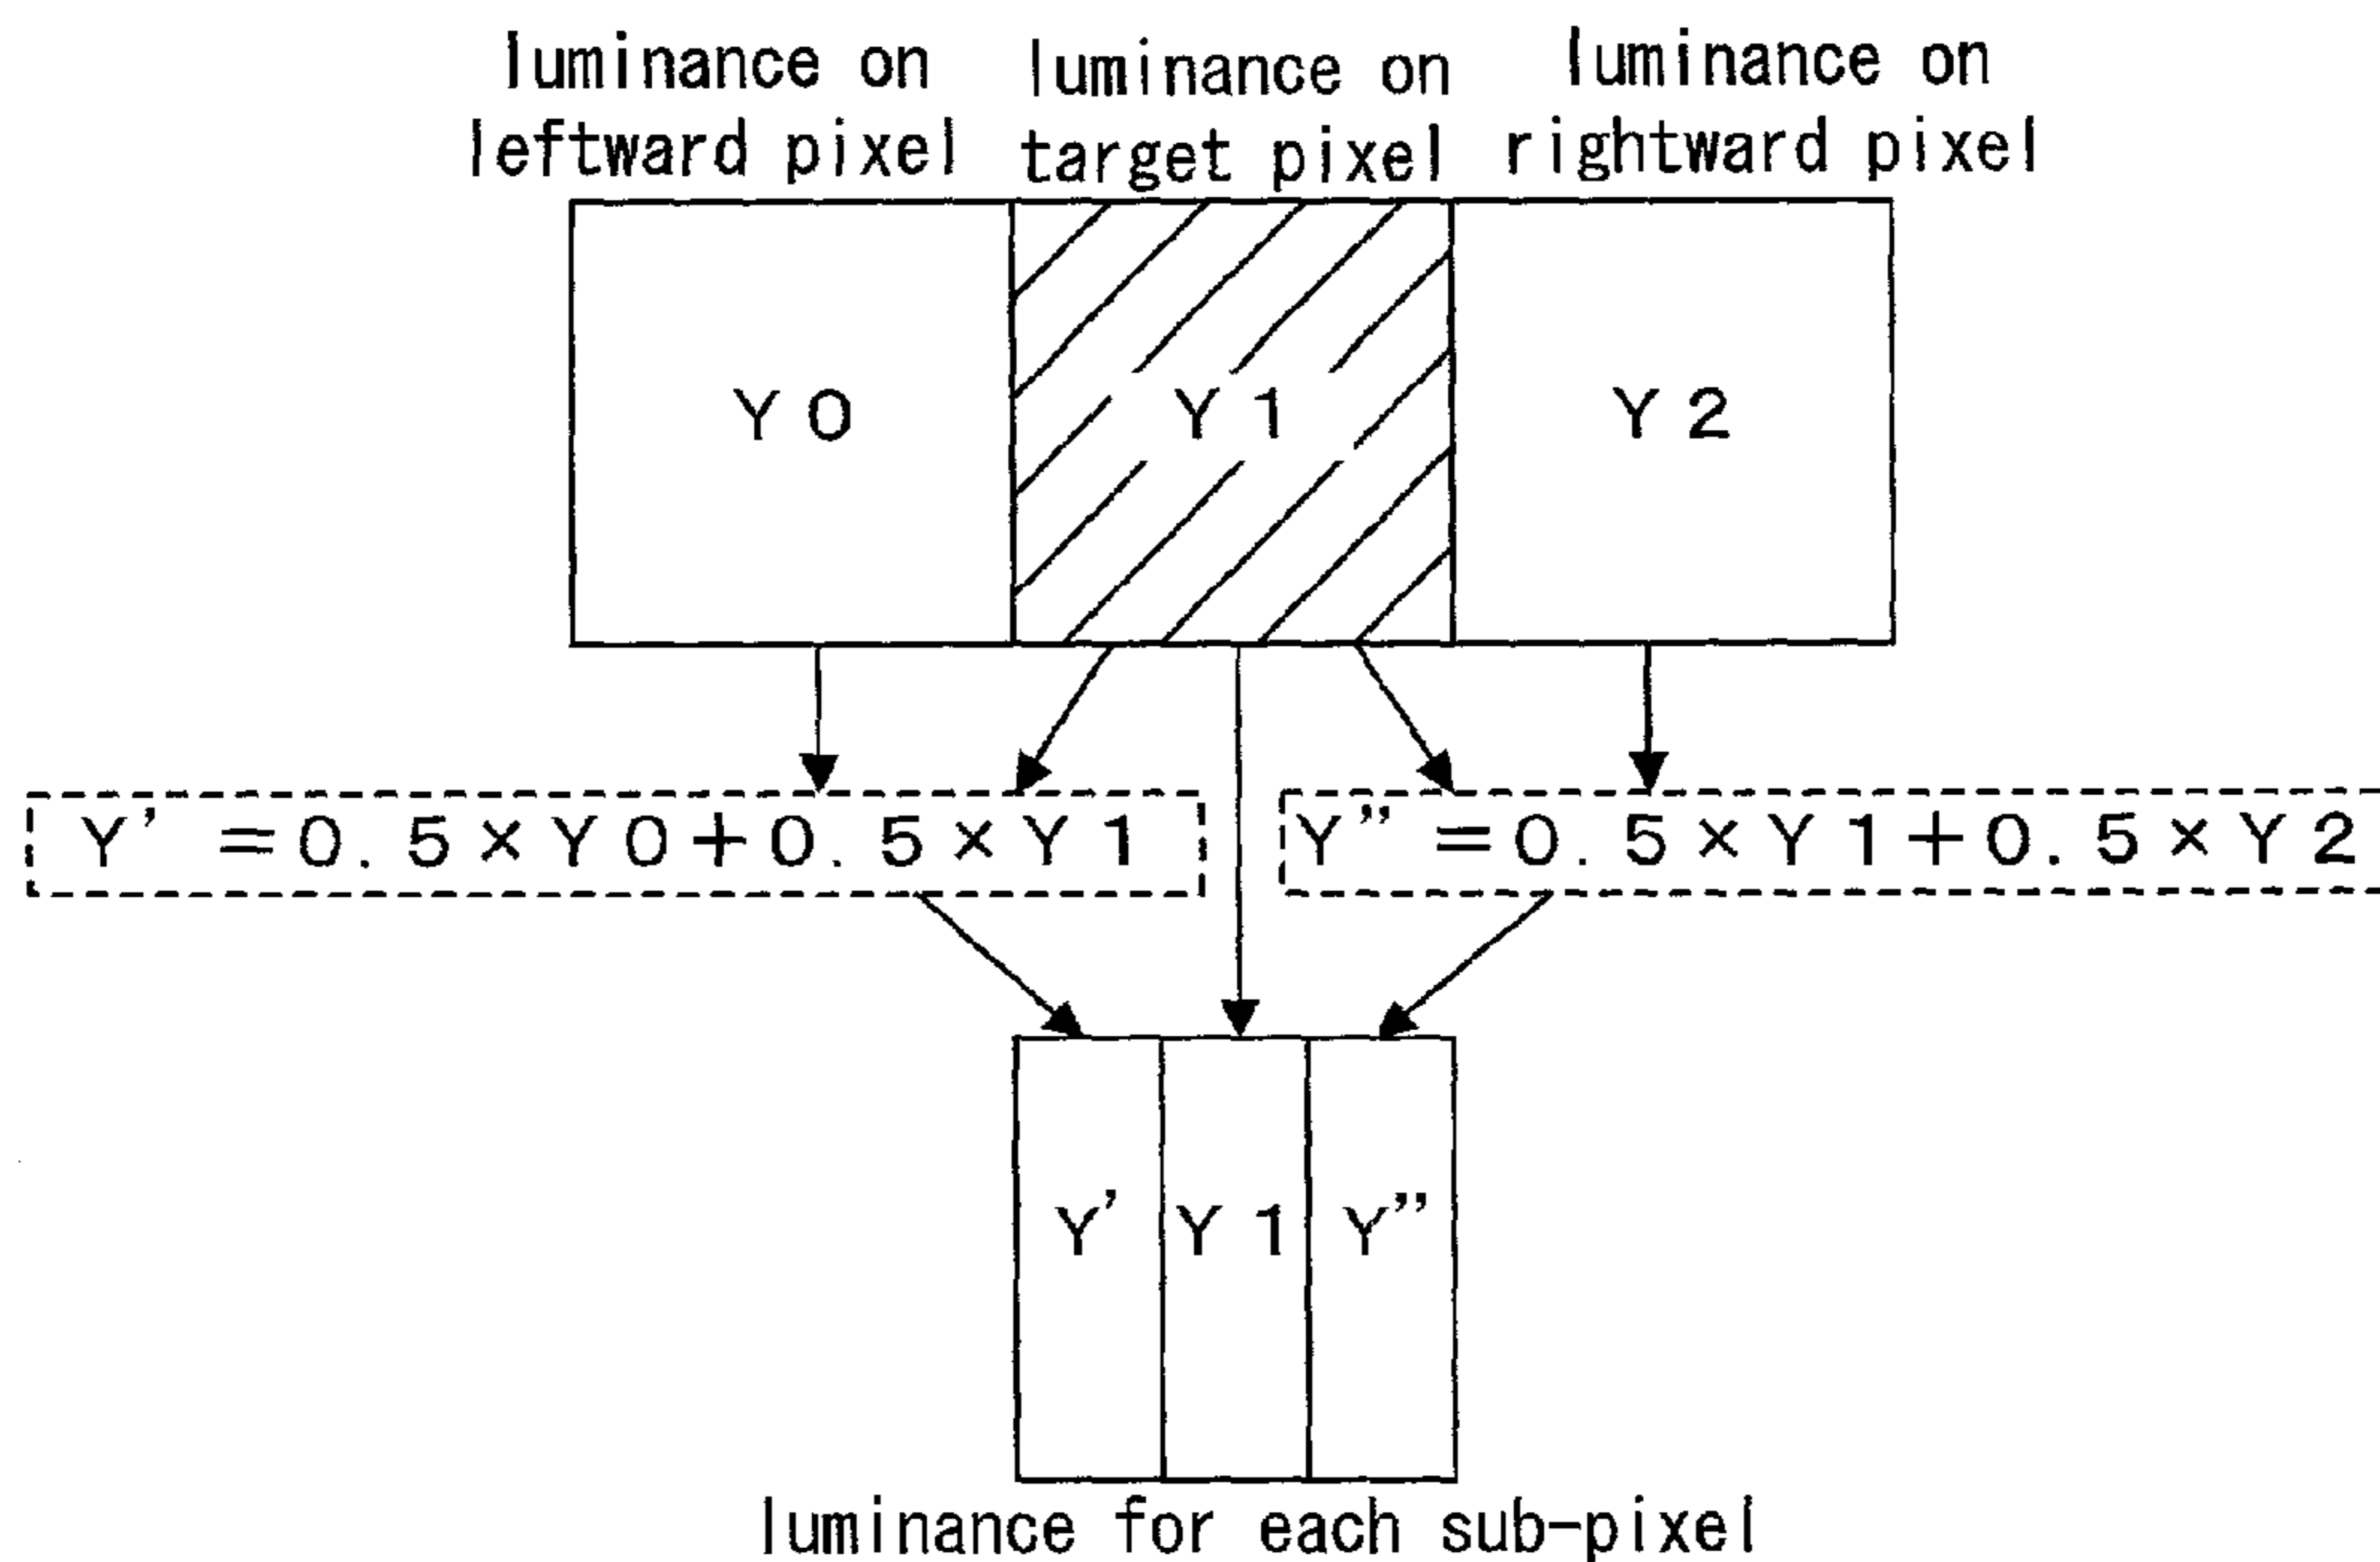 luminance on
leftward pixel
luminance on
target pixel
luminance on
rightward pixel
Y0
Y1
Y2
Y'=0.5×Y0+0.5×Y1
Y"=0.5×Y1+0.5×Y2
Y'
Y1
Y"
luminance for each sub-pixel